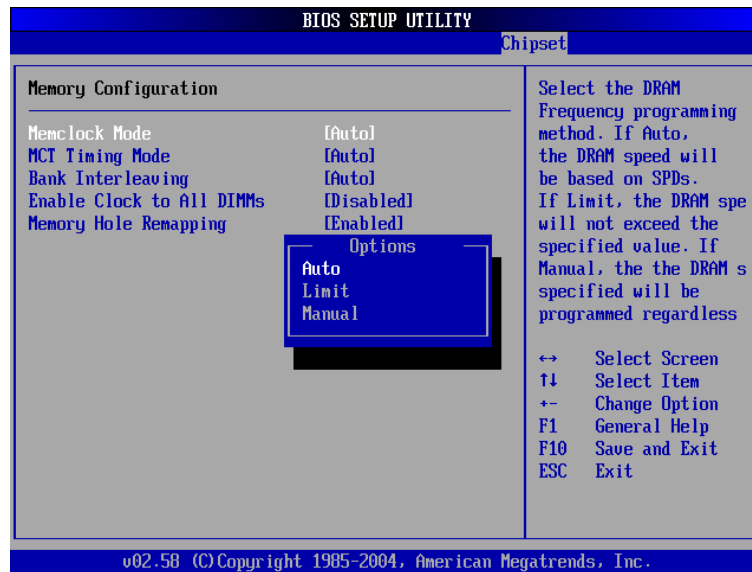 BIOS SETUP UTILITY
Chipset
Memory Configuration
Memclock Mode [Auto]
MCT Timing Mode [Auto]
Bank Interleaving [Auto]
Enable Clock to All DIMMs [Disabled]
Memory Hole Remapping [Enabled]
Options
Auto
Limit
Manual
Select the DRAM
Frequency programming
method. If Auto,
the DRAM speed will
be based on SPDs.
If Limit, the DRAM spe
will not exceed the
specified value. If
Manual, the the DRAM s
specified will be
programmed regardless
↔ Select Screen
↑↓ Select Item
+- Change Option
F1 General Help
F10 Save and Exit
ESC Exit
v02.58 (C)Copyright 1985-2004, American Megatrends, Inc.